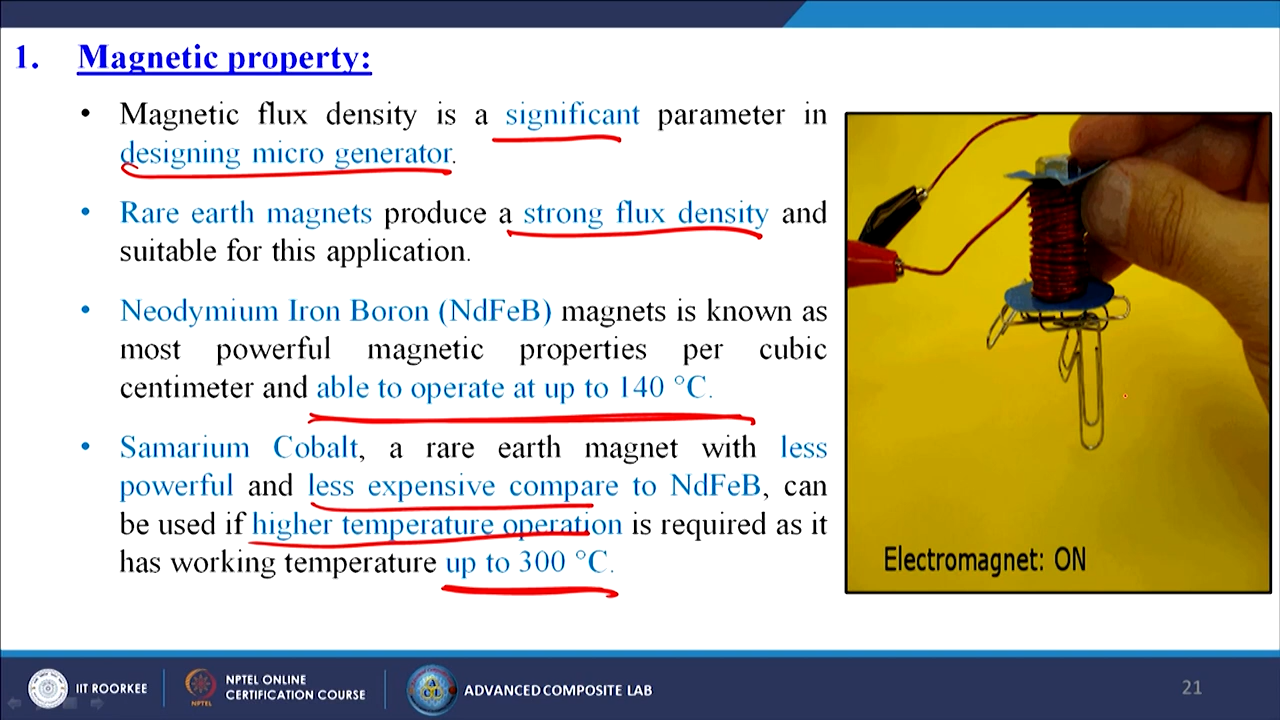 1. Magnetic property:
• Magnetic flux density is a significant parameter in
designing micro generator.
• Rare earth magnets produce a strong flux density and
suitable for this application.
• Neodymium Iron Boron (NdFeB) magnets is known as
most powerful magnetic properties per cubic
centimeter and able to operate at up to 140 °C.
• Samarium Cobalt, a rare earth magnet with less
powerful and less expensive compare to NdFeB, can
be used if higher temperature operation is required as it
has working temperature up to 300 °C.
Electromagnet: ON
IIT ROORKEE
NPTEL
NPTEL ONLINE
CERTIFICATION COURSE
ACL
ADVANCED COMPOSITE LAB
21